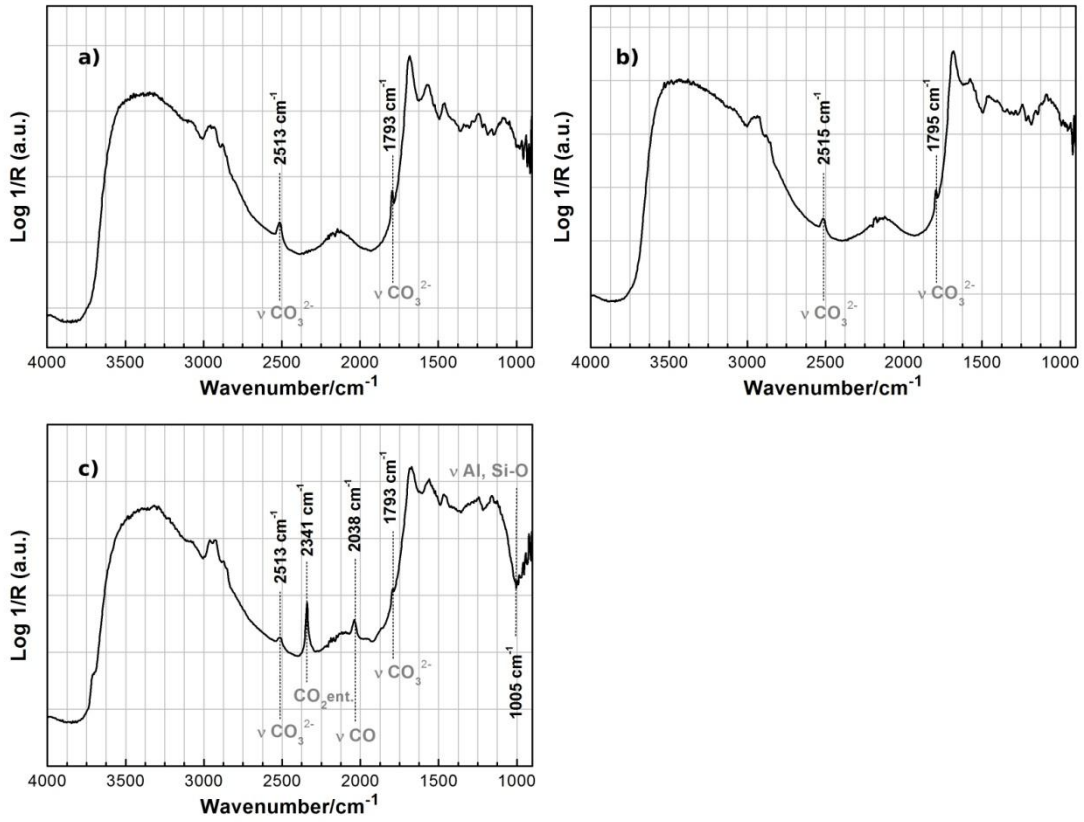 a)
Log 1/R (a.u.)
2513 cm⁻¹
1793 cm⁻¹
ν CO₃²⁻
ν CO₃²⁻
4000 3500 3000 2500 2000 1500 1000
Wavenumber/cm⁻¹
b)
Log 1/R (a.u.)
2515 cm⁻¹
1795 cm⁻¹
ν CO₃²⁻
ν CO₃²⁻
4000 3500 3000 2500 2000 1500 1000
Wavenumber/cm⁻¹
c)
Log 1/R (a.u.)
2513 cm⁻¹
2341 cm⁻¹
2038 cm⁻¹
1793 cm⁻¹
ν Al, Si-O
1005 cm⁻¹
ν CO₃²⁻
CO₂ent.
ν CO₃²⁻
ν CO
4000 3500 3000 2500 2000 1500 1000
Wavenumber/cm⁻¹